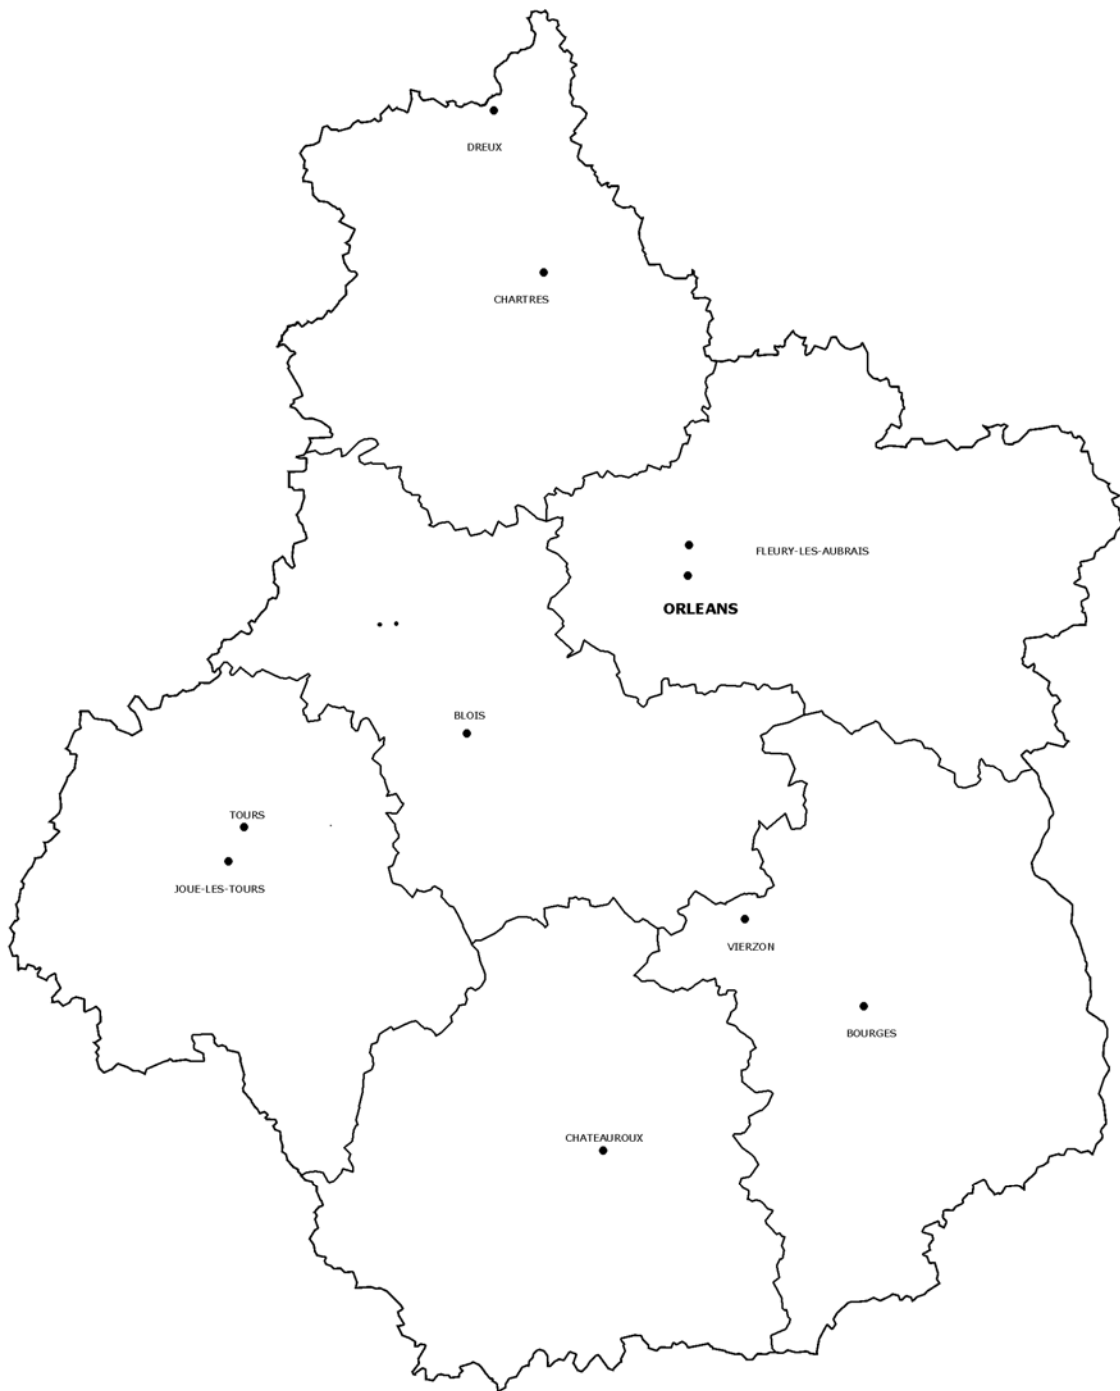 DREUX
CHARTRES
FLEURY-LES-AUBRAIS
ORLEANS
BLOIS
TOURS
JOUE-LES-TOURS
VIERZON
BOURGES
CHATEAUROUX